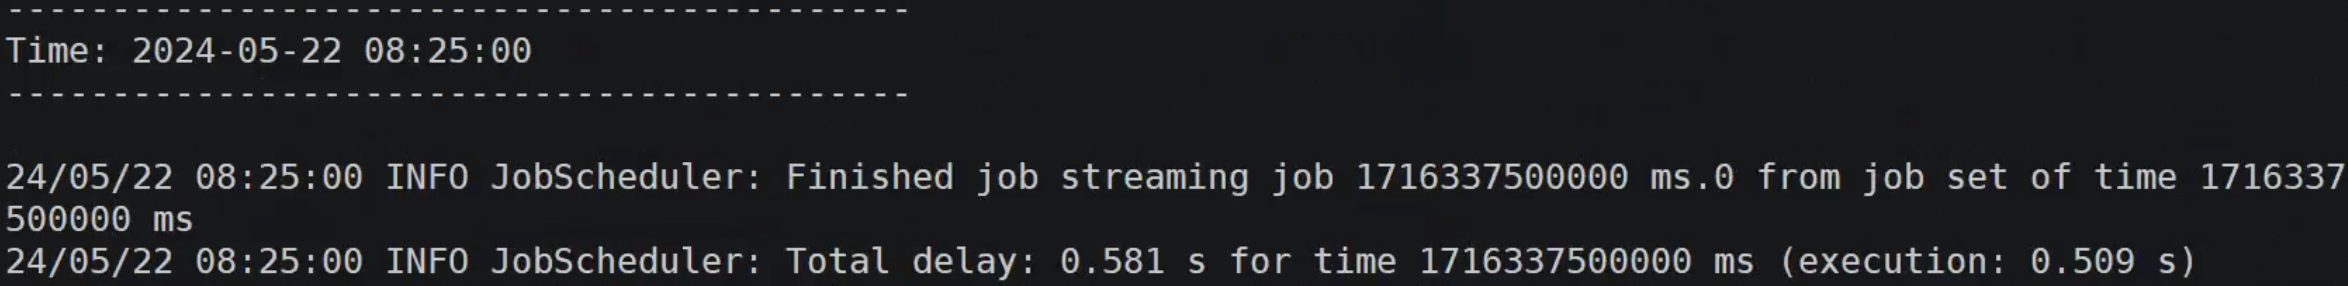 -------------------------------------------
Time: 2024-05-22 08:25:00
-------------------------------------------
24/05/22 08:25:00 INFO JobScheduler: Finished job streaming job 1716337500000 ms.0 from job set of time 1716337
500000 ms
24/05/22 08:25:00 INFO JobScheduler: Total delay: 0.581 s for time 1716337500000 ms (execution: 0.509 s)